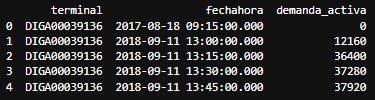 terminal fechahora demanda_activa
0 DIGA00039136 2017-08-18 09:15:00.000 0
1 DIGA00039136 2018-09-11 13:00:00.000 12160
2 DIGA00039136 2018-09-11 13:15:00.000 36400
3 DIGA00039136 2018-09-11 13:30:00.000 37280
4 DIGA00039136 2018-09-11 13:45:00.000 37920